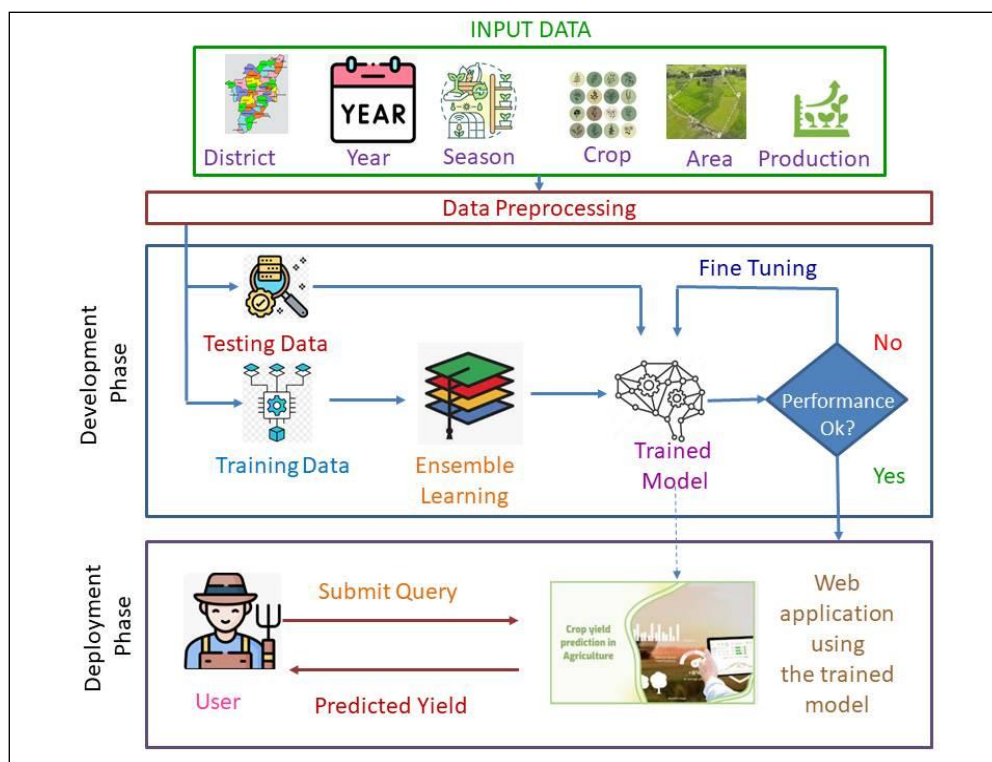 INPUT DATA
YEAR
District
Year
Season
Crop
Area
Production
Data Preprocessing
Development
Phase
Fine Tuning
Testing Data
No
Performance
Ok?
Training Data
Ensemble
Learning
Trained
Model
Yes
Deployment
Phase
Submit Query
Crop yield
prediction in
Agriculture
Web
application
using
the trained
model
User
Predicted Yield